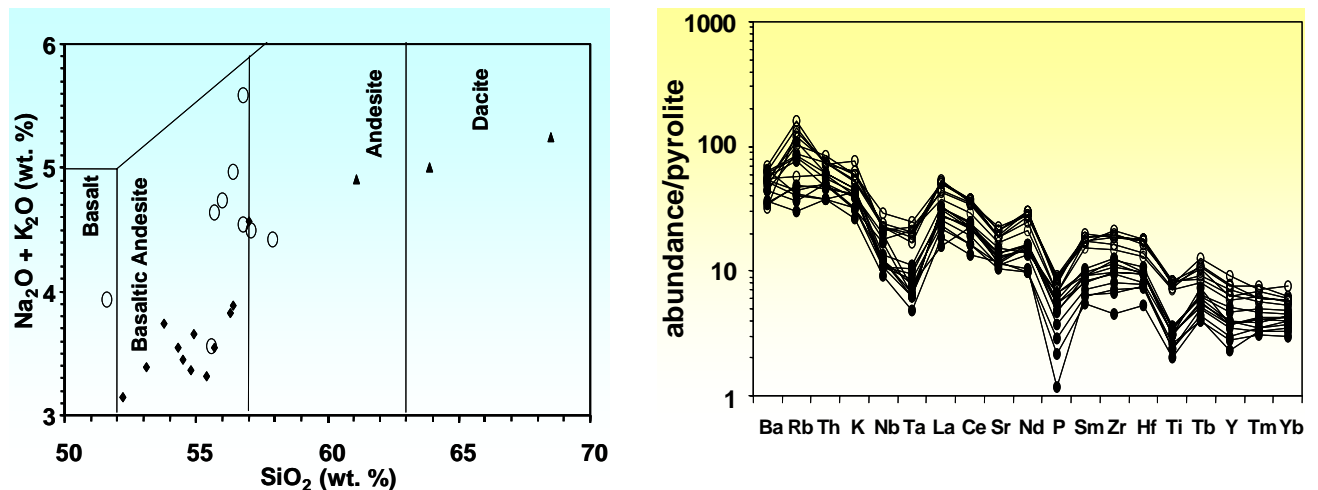 6
5
4
3
Na2O + K2O (wt. %)
Basalt
Basaltic Andesite
Andesite
Dacite
50 55 60 65 70
SiO2 (wt. %)
1000
100
10
1
abundance/pyrolite
Ba Rb Th K Nb Ta La Ce Sr Nd P Sm Zr Hf Ti Tb Y Tm Yb